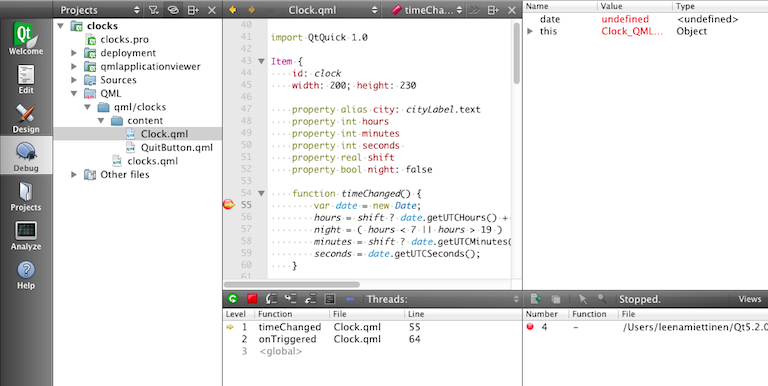 Projects
Clock.qml
timeCha...
Name Value Type
date undefined <undefined>
this Clock_QML... Object
Welcome
Edit
Design
Debug
Projects
Analyze
Help
clocks
clocks.pro
deployment
qmlapplicationviewer
Sources
QML
qml/clocks
content
Clock.qml
QuitButton.qml
clocks.qml
Other files
40
41 import QtQuick 1.0
42
43 Item {
44 id: clock
45 width: 200; height: 230
46
47 property alias city: cityLabel.text
48 property int hours
49 property int minutes
50 property int seconds
51 property real shift
52 property bool night: false
53
54 function timeChanged() {
55 var date = new Date;
56 hours = shift ? date.getUTCHours() +
57 night = ( hours < 7 || hours > 19 )
58 minutes = shift ? date.getUTCMinutes(
59 seconds = date.getUTCSeconds();
60 }
61
Threads:
Stopped.
Views
Level Function File Line
1 timeChanged Clock.qml 55
2 onTriggered Clock.qml 64
3 <global>
Number Function File
4 – /Users/leenamiettinen/Qt5.2.0